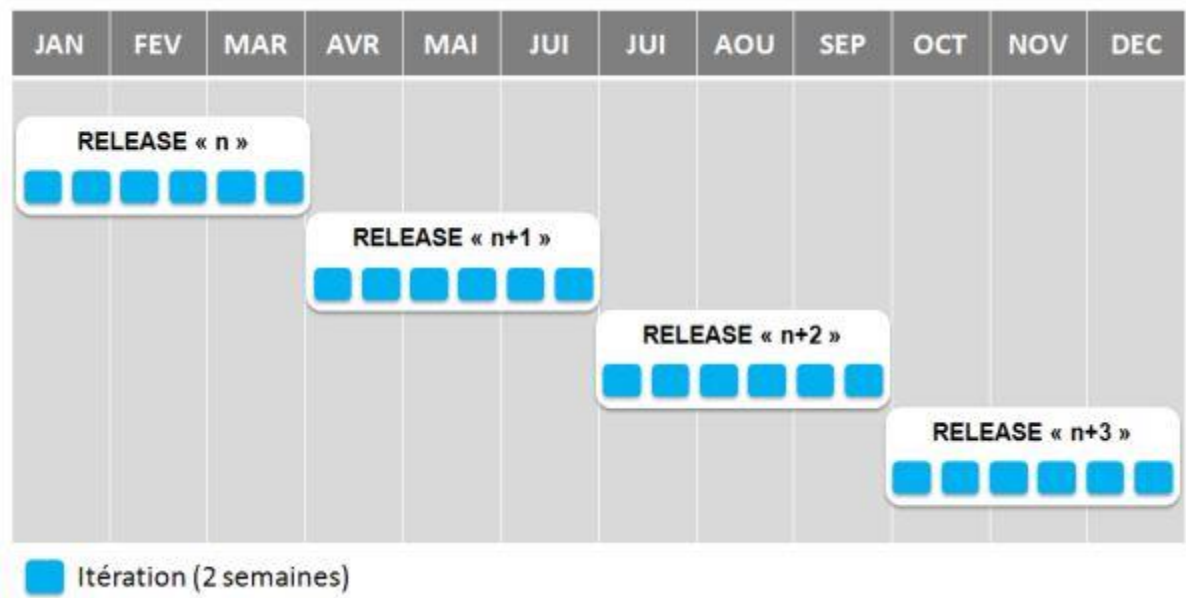 JAN FEV MAR AVR MAI JUI JUI AOU SEP OCT NOV DEC
RELEASE « n »
RELEASE « n+1 »
RELEASE « n+2 »
RELEASE « n+3 »
Itération (2 semaines)